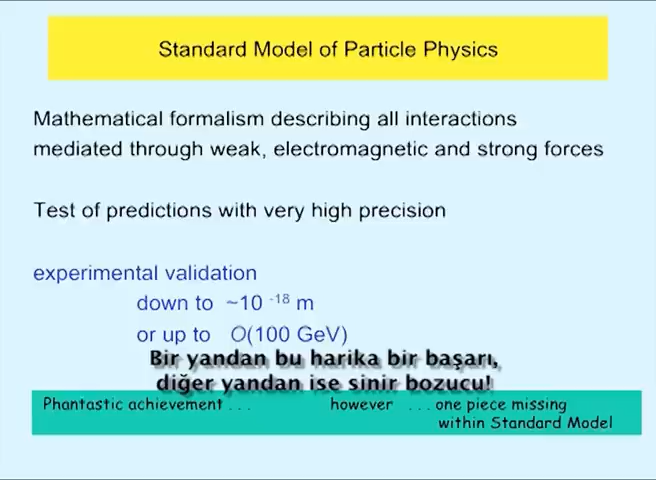 Standard Model of Particle Physics
Mathematical formalism describing all interactions
mediated through weak, electromagnetic and strong forces
Test of predictions with very high precision
experimental validation
down to ~10 -18 m
or up to O(100 GeV)
Bir yandan bu harika bir başarı,
diğer yandan ise sinir bozucu!
Phantastic achievement . . . however . . . one piece missing
within Standard Model